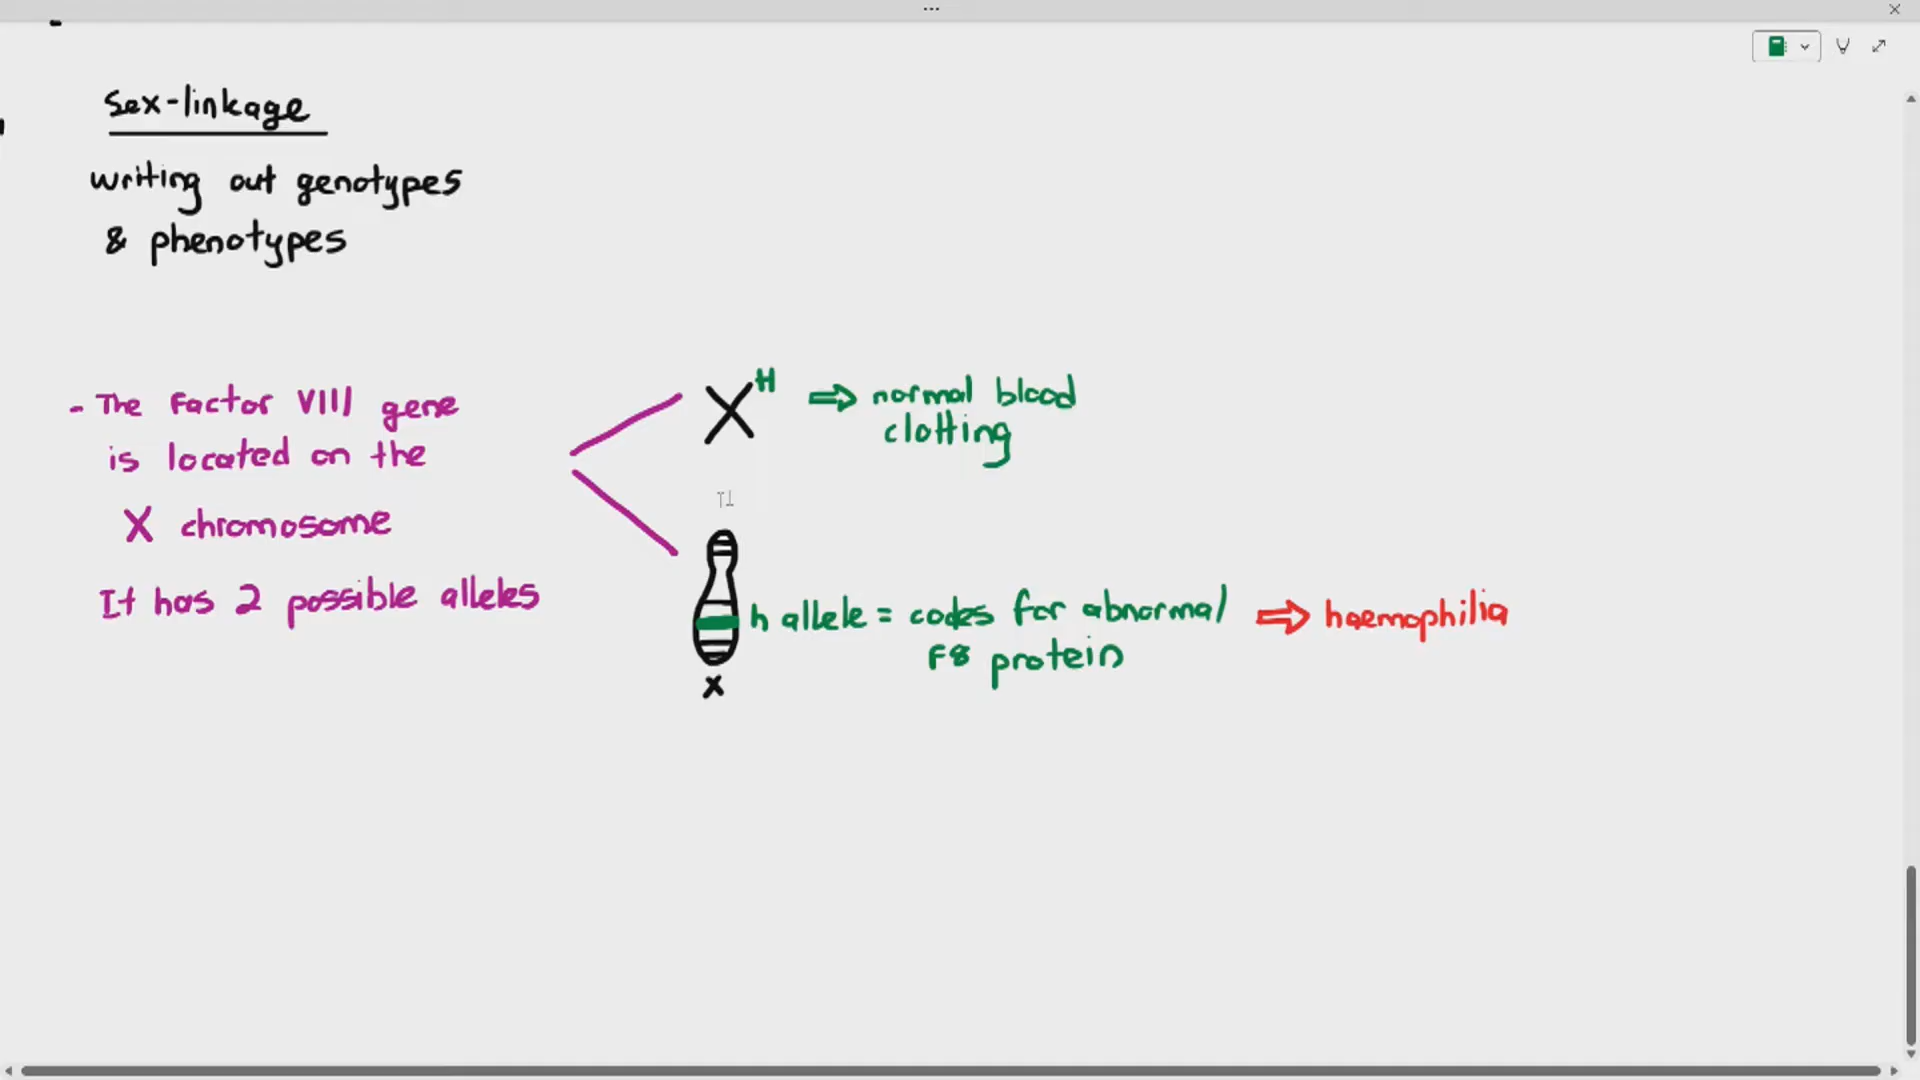 Sex-linkage
writing out genotypes
& phenotypes
- The Factor VIII gene
is located on the
X chromosome
It has 2 possible alleles
X^H ⇒ normal blood
clotting
h allele = codes for abnormal ⇒ haemophilia
F8 protein
X